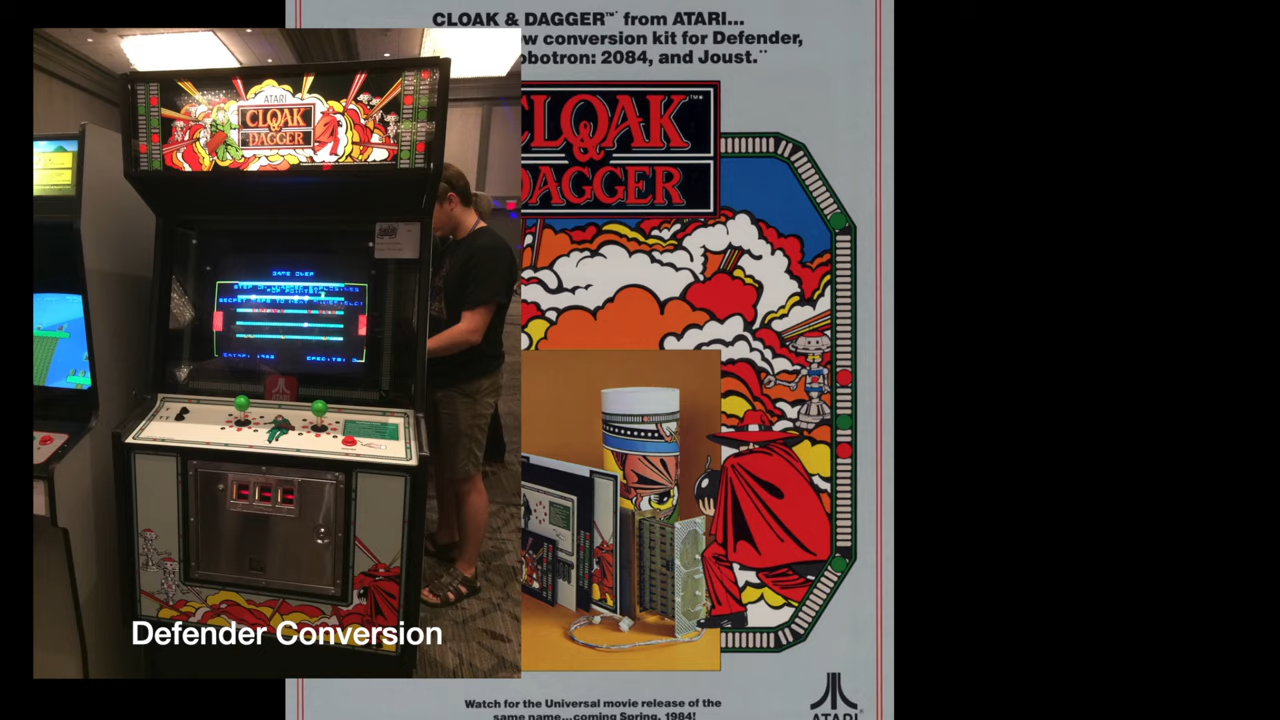 CLOAK & DAGGER™* from ATARI...
w conversion kit for Defender,
obotron: 2084, and Joust.**
CLOAK
&
DAGGER
™*
ATARI
CLOAK
&
DAGGER
GAME OVER
Defender Conversion
Watch for the Universal movie release of the
same name...coming Spring, 1984!
ATARI